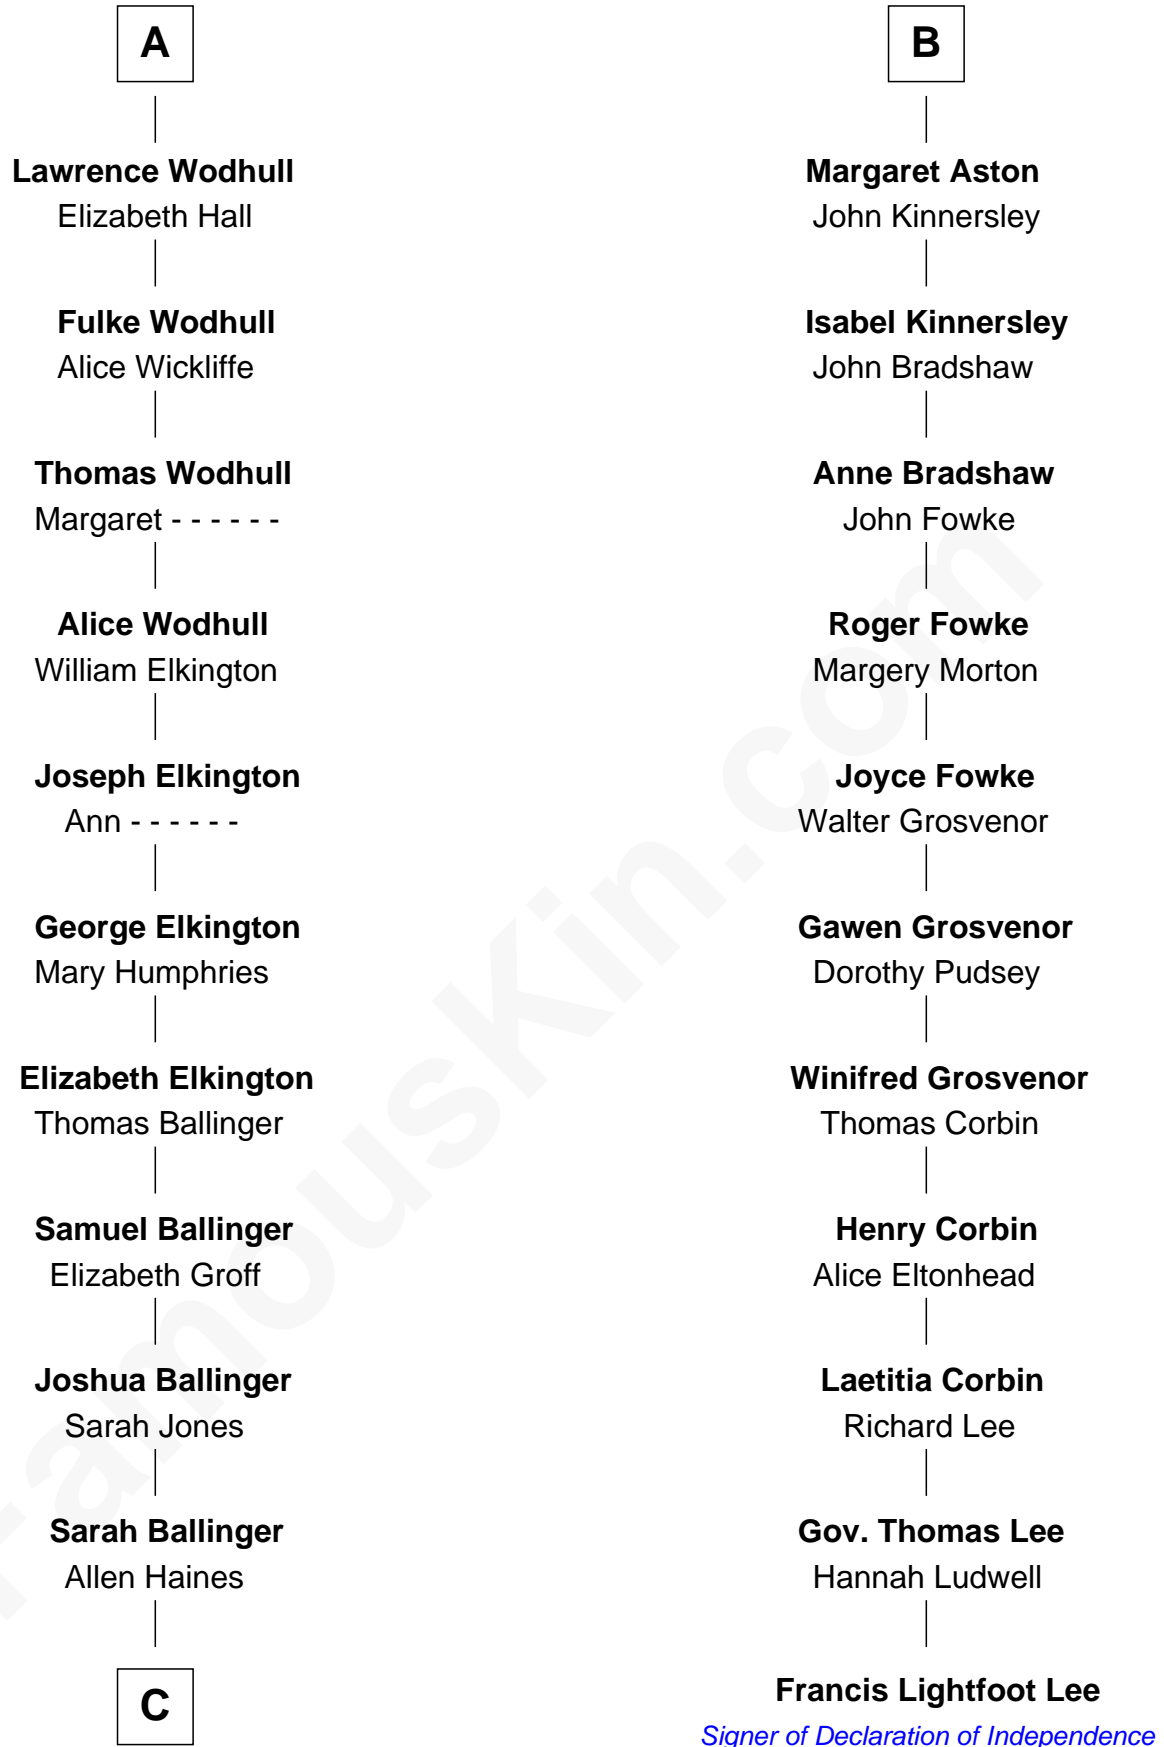 A
Lawrence Wodhull
Elizabeth Hall
Fulke Wodhull
Alice Wickliffe
Thomas Wodhull
Margaret - - - - - -
Alice Wodhull
William Elkington
Joseph Elkington
Ann - - - - - -
George Elkington
Mary Humphries
Elizabeth Elkington
Thomas Ballinger
Samuel Ballinger
Elizabeth Groff
Joshua Ballinger
Sarah Jones
Sarah Ballinger
Allen Haines
C
B
Margaret Aston
John Kinnersley
Isabel Kinnersley
John Bradshaw
Anne Bradshaw
John Fowke
Roger Fowke
Margery Morton
Joyce Fowke
Walter Grosvenor
Gawen Grosvenor
Dorothy Pudsey
Winifred Grosvenor
Thomas Corbin
Henry Corbin
Alice Eltonhead
Laetitia Corbin
Richard Lee
Gov. Thomas Lee
Hannah Ludwell
Francis Lightfoot Lee
Signer of Declaration of Independence
FamousKin.com